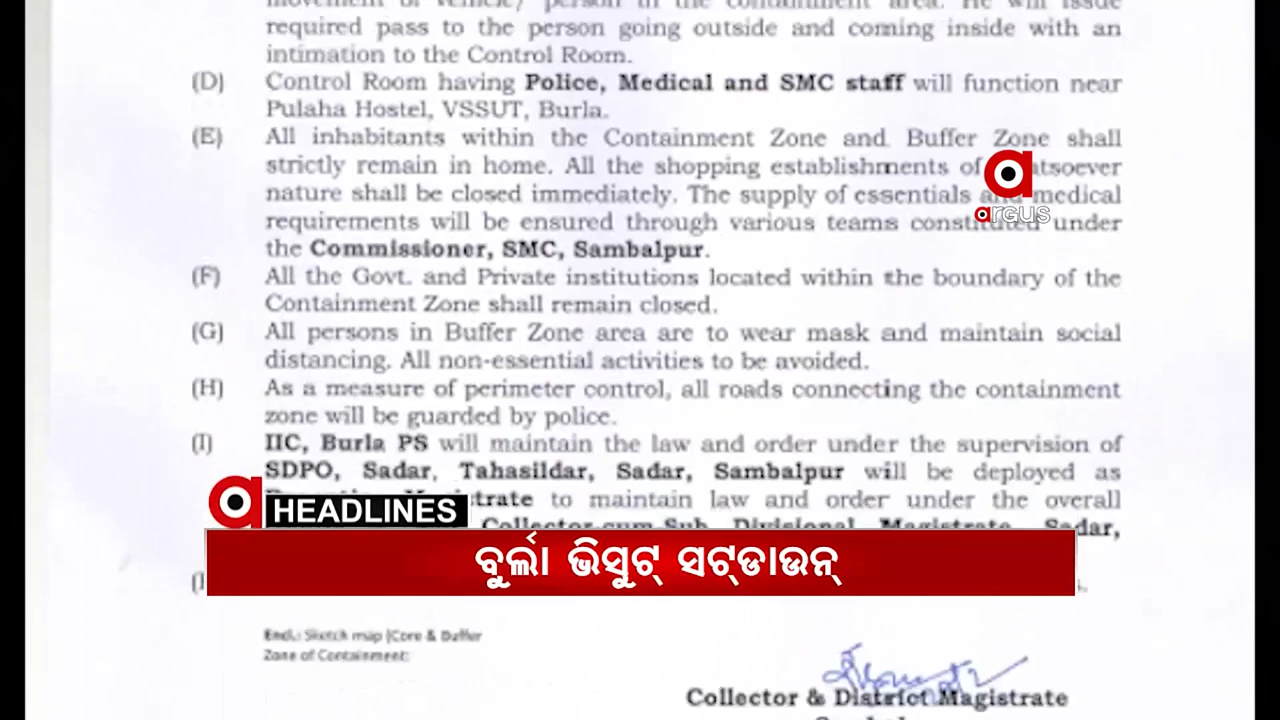 required pass to the person going outside and coming inside with an
intimation to the Control Room.
(D) Control Room having Police, Medical and SMC staff will function near
Pulaha Hostel, VSSUT, Burla.
(E) All inhabitants within the Containment Zone and Buffer Zone shall
strictly remain in home. All the shopping establishments of
nature shall be closed immediately. The supply of essentials and medical
requirements will be ensured through various teams constituted under
the Commissioner, SMC, Sambalpur.
argus
(F) All the Govt. and Private institutions located within the boundary of the
Containment Zone shall remain closed.
(G) All persons in Buffer Zone area are to wear mask and maintain social
distancing. All non-essential activities to be avoided.
(H) As a measure of perimeter control, all roads connecting the containment
zone will be guarded by police.
(I) IIC, Burla PS will maintain the law and order under the supervision of
SDPO, Sadar, Tahasildar, Sadar, Sambalpur will be deployed as
to maintain law and order under the overall
HEADLINES
Collector-cum-Sub Divisional Magistrate, Sadar,
ବୁର୍ଲା ଭିସୁଟ୍ ସଟ୍‌ଡାଉନ୍
Encl.: Sketch map (Core & Buffer
Zone of Containment:
Collector & District Magistrate